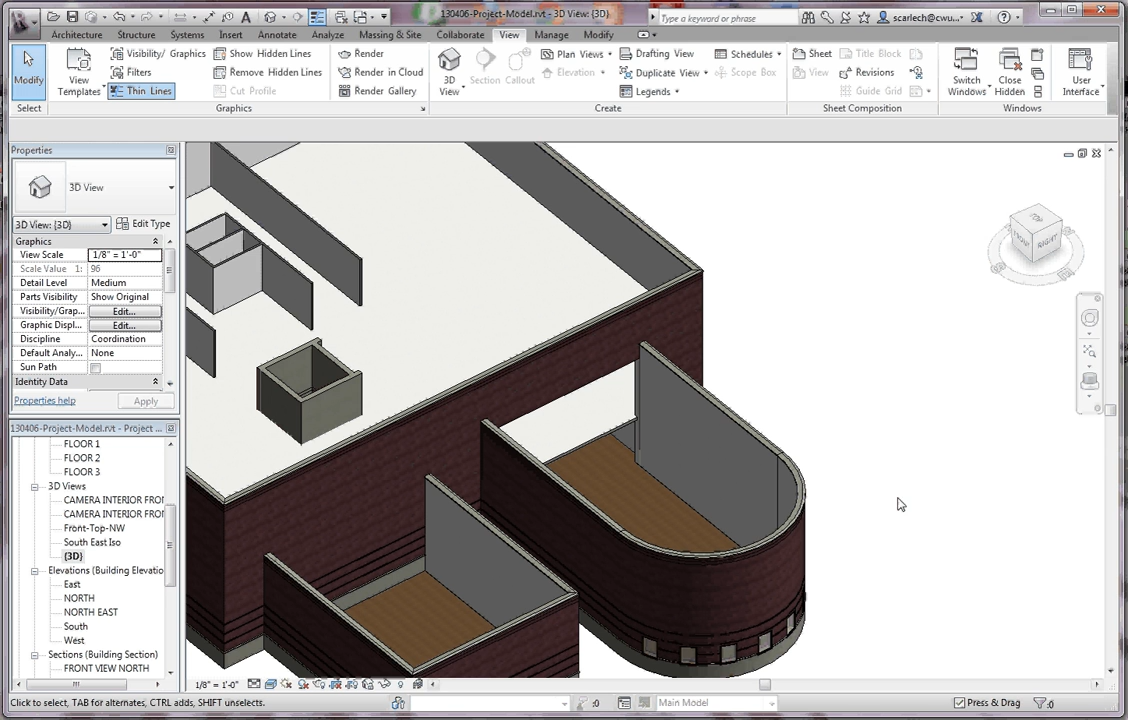 130406-Project-Model.rvt - 3D View: {3D}
Type a keyword or phrase
scarlech@cwu...
Architecture Structure Systems Insert Annotate Analyze Massing & Site Collaborate View Manage Modify
Modify
View Templates
Visibility/ Graphics
Filters
Thin Lines
Show Hidden Lines
Remove Hidden Lines
Cut Profile
Render
Render in Cloud
Render Gallery
3D View
Section
Callout
Plan Views
Elevation
Drafting View
Duplicate View
Legends
Schedules
Scope Box
Sheet
View
Title Block
Revisions
Guide Grid
Switch Windows
Close Hidden
User Interface
Select Graphics Create Sheet Composition Windows
Properties
3D View
3D View: {3D} Edit Type
Graphics
View Scale 1/8" = 1'-0"
Scale Value 1: 96
Detail Level Medium
Parts Visibility Show Original
Visibility/Grap... Edit...
Graphic Displ... Edit...
Discipline Coordination
Default Analy... None
Sun Path
Identity Data
Properties help Apply
130406-Project-Model.rvt - Project ...
FLOOR 1
FLOOR 2
FLOOR 3
3D Views
CAMERA INTERIOR FRO
CAMERA INTERIOR FRO
Front-Top-NW
South East Iso
{3D}
Elevations (Building Elevatio
East
NORTH
NORTH EAST
South
West
Sections (Building Section)
FRONT VIEW NORTH
TOP
FRONT
RIGHT
1/8" = 1'-0"
Click to select, TAB for alternates, CTRL adds, SHIFT unselects.
:0
Main Model
Press & Drag
:0